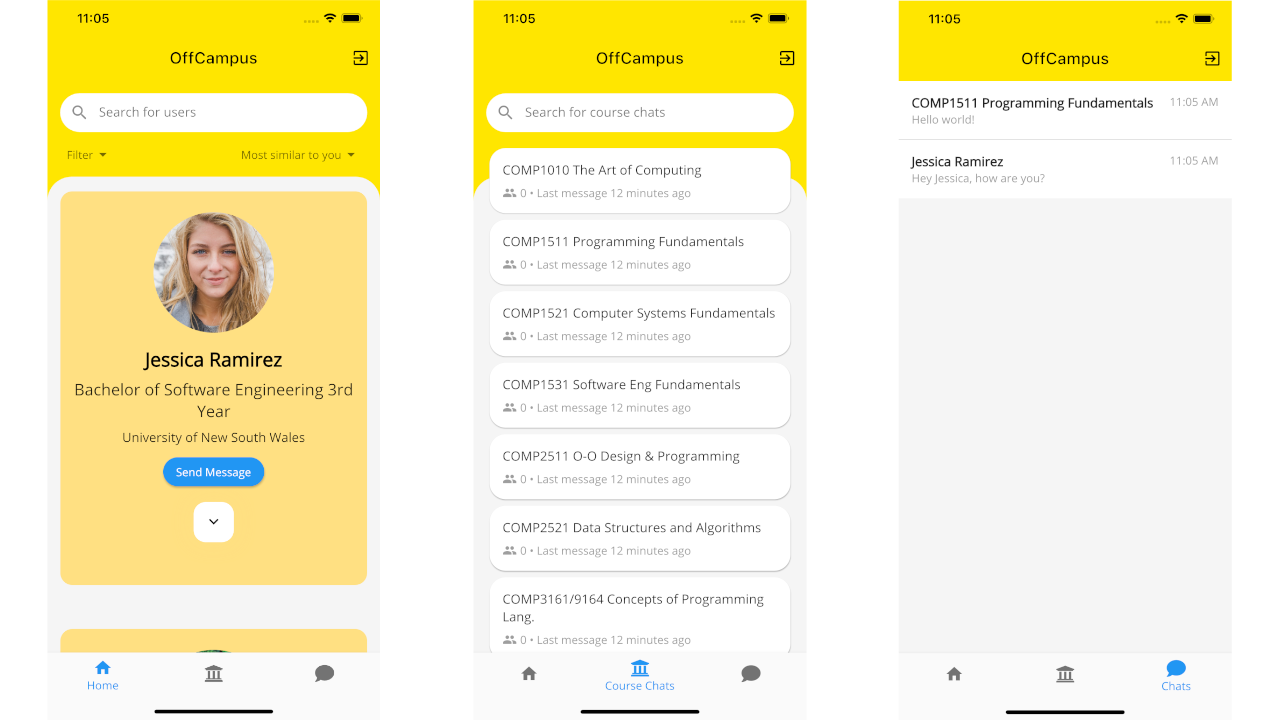 11:05
OffCampus
Search for users
Filter
Most similar to you
Jessica Ramirez
Bachelor of Software Engineering 3rd
Year
University of New South Wales
Send Message
Home
11:05
OffCampus
Search for course chats
COMP1010 The Art of Computing
0 • Last message 12 minutes ago
COMP1511 Programming Fundamentals
0 • Last message 12 minutes ago
COMP1521 Computer Systems Fundamentals
0 • Last message 12 minutes ago
COMP1531 Software Eng Fundamentals
0 • Last message 12 minutes ago
COMP2511 O-O Design & Programming
0 • Last message 12 minutes ago
COMP2521 Data Structures and Algorithms
0 • Last message 12 minutes ago
COMP3161/9164 Concepts of Programming
Lang.
0 • Last message 12 minutes ago
Course Chats
11:05
OffCampus
COMP1511 Programming Fundamentals 11:05 AM
Hello world!
Jessica Ramirez 11:05 AM
Hey Jessica, how are you?
Chats